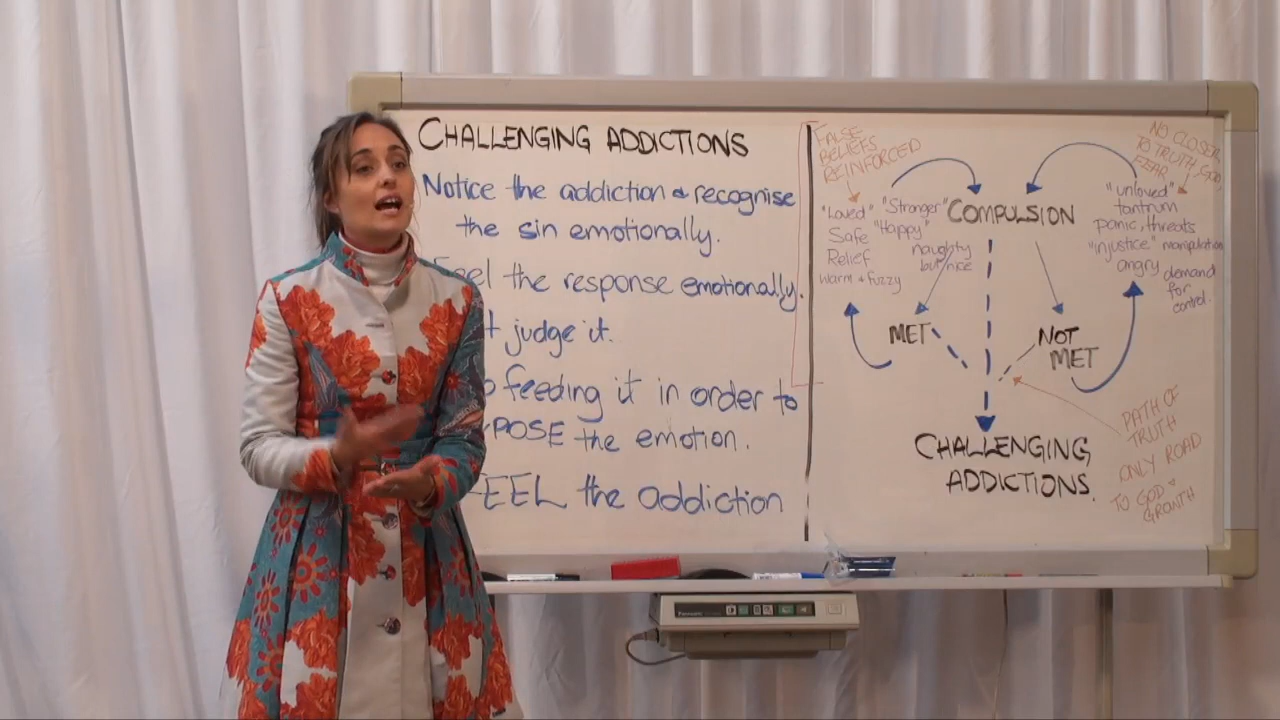 CHALLENGING ADDICTIONS
Notice the addiction & recognise
the sin emotionally.
the response emotionally.
judge it.
feeding it in order to
the emotion.
the addiction
FALSE
BELIEFS
REINFORCED
"Loved"
Safe
Relief
warm & fuzzy
"Stronger"
"Happy"
naughty
but nice
COMPULSION
MET
NOT
MET
CHALLENGING
ADDICTIONS.
NO CLOSER
TO TRUTH, GOD,
FEAR
"unloved"
tantrum
panic, threats
"injustice" manipulation
angry
demand
for
control.
PATH OF
TRUTH
ONLY ROAD
TO GOD &
GROWTH
Panasonic